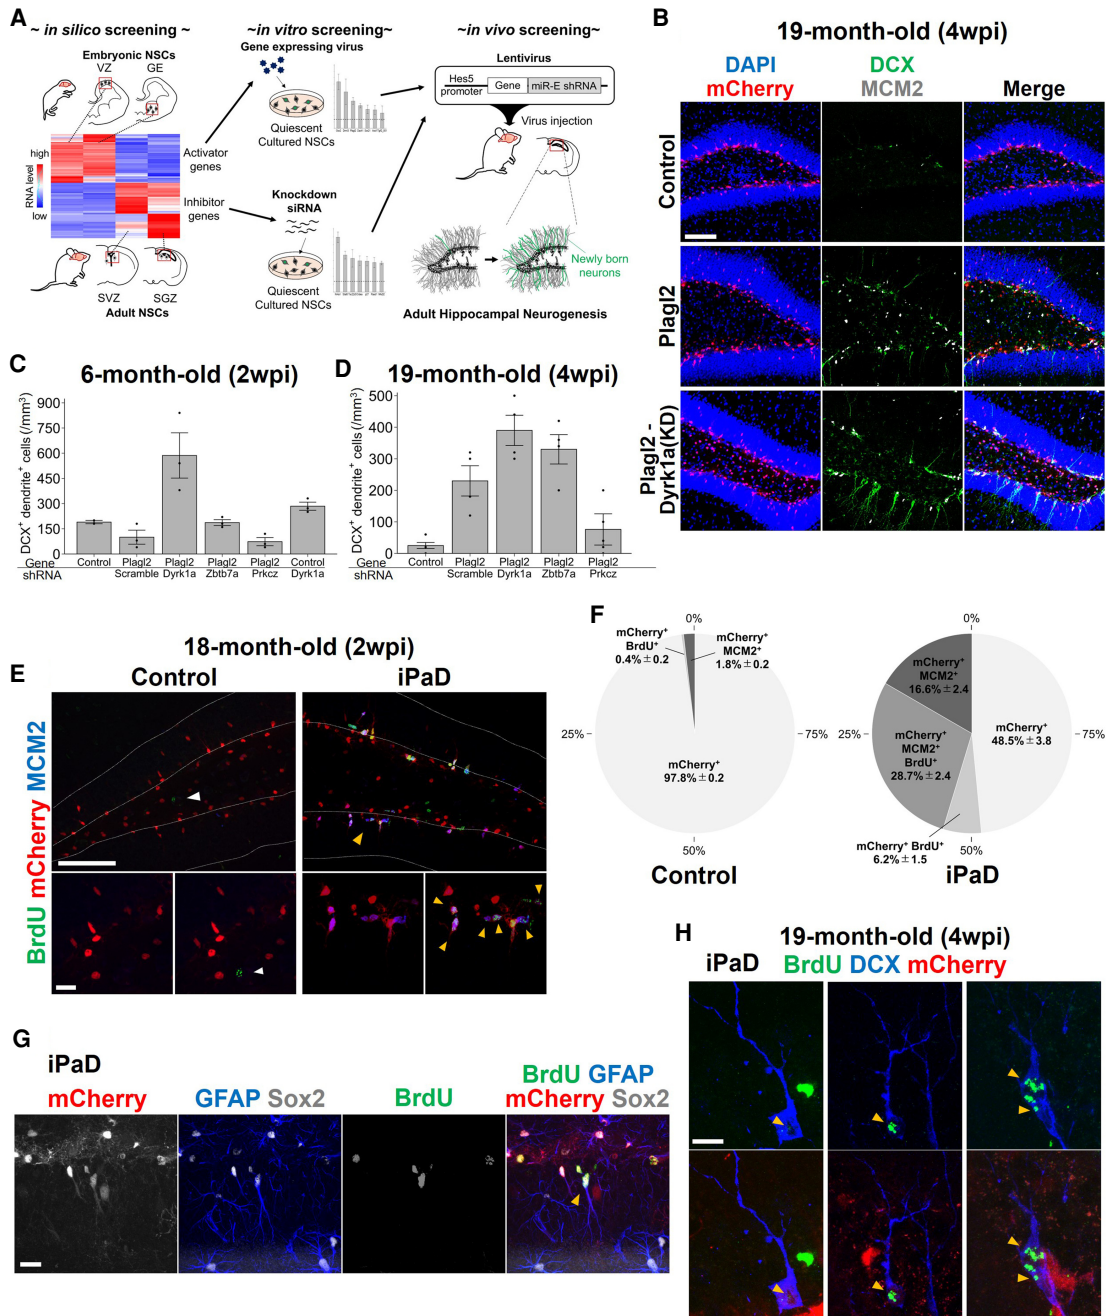 A
~ in silico screening ~
Embryonic NSCs
VZ
GE
high
RNA level
low
Activator
genes
Inhibitor
genes
SVZ
SGZ
Adult NSCs
~in vitro screening~
Gene expressing virus
Quiescent
Cultured NSCs
Knockdown
siRNA
Quiescent
Cultured NSCs
~in vivo screening~
Lentivirus
Hes5
promoter
Gene
miR-E shRNA
Virus injection
Newly born
neurons
Adult Hippocampal Neurogenesis
B
19-month-old (4wpi)
DAPI
mCherry
DCX
MCM2
Merge
Control
Plagl2
Plagl2 -
Dyrk1a(KD)
C
6-month-old (2wpi)
DCX+ dendrite+ cells (/mm3)
900
750
600
450
300
150
0
Gene
Control
Plagl2
Plagl2
Plagl2
Plagl2
Control
shRNA
Scramble
Dyrk1a
Zbtb7a
Prkcz
Dyrk1a
D
19-month-old (4wpi)
DCX+ dendrite+ cells (/mm3)
500
400
300
200
100
0
Gene
Control
Plagl2
Plagl2
Plagl2
Plagl2
shRNA
Scramble
Dyrk1a
Zbtb7a
Prkcz
E
18-month-old (2wpi)
Control
iPaD
BrdU mCherry MCM2
F
0%
mCherry+
BrdU+
0.4%±0.2
mCherry+
MCM2+
1.8%±0.2
25%
75%
mCherry+
97.8%±0.2
50%
Control
0%
mCherry+
MCM2+
16.6%±2.4
mCherry+
48.5%±3.8
25%
75%
mCherry+
MCM2+
BrdU+
28.7%±2.4
mCherry+ BrdU+
6.2%±1.5
50%
iPaD
G
iPaD
mCherry
GFAP Sox2
BrdU
BrdU GFAP
mCherry Sox2
H
19-month-old (4wpi)
iPaD
BrdU DCX mCherry